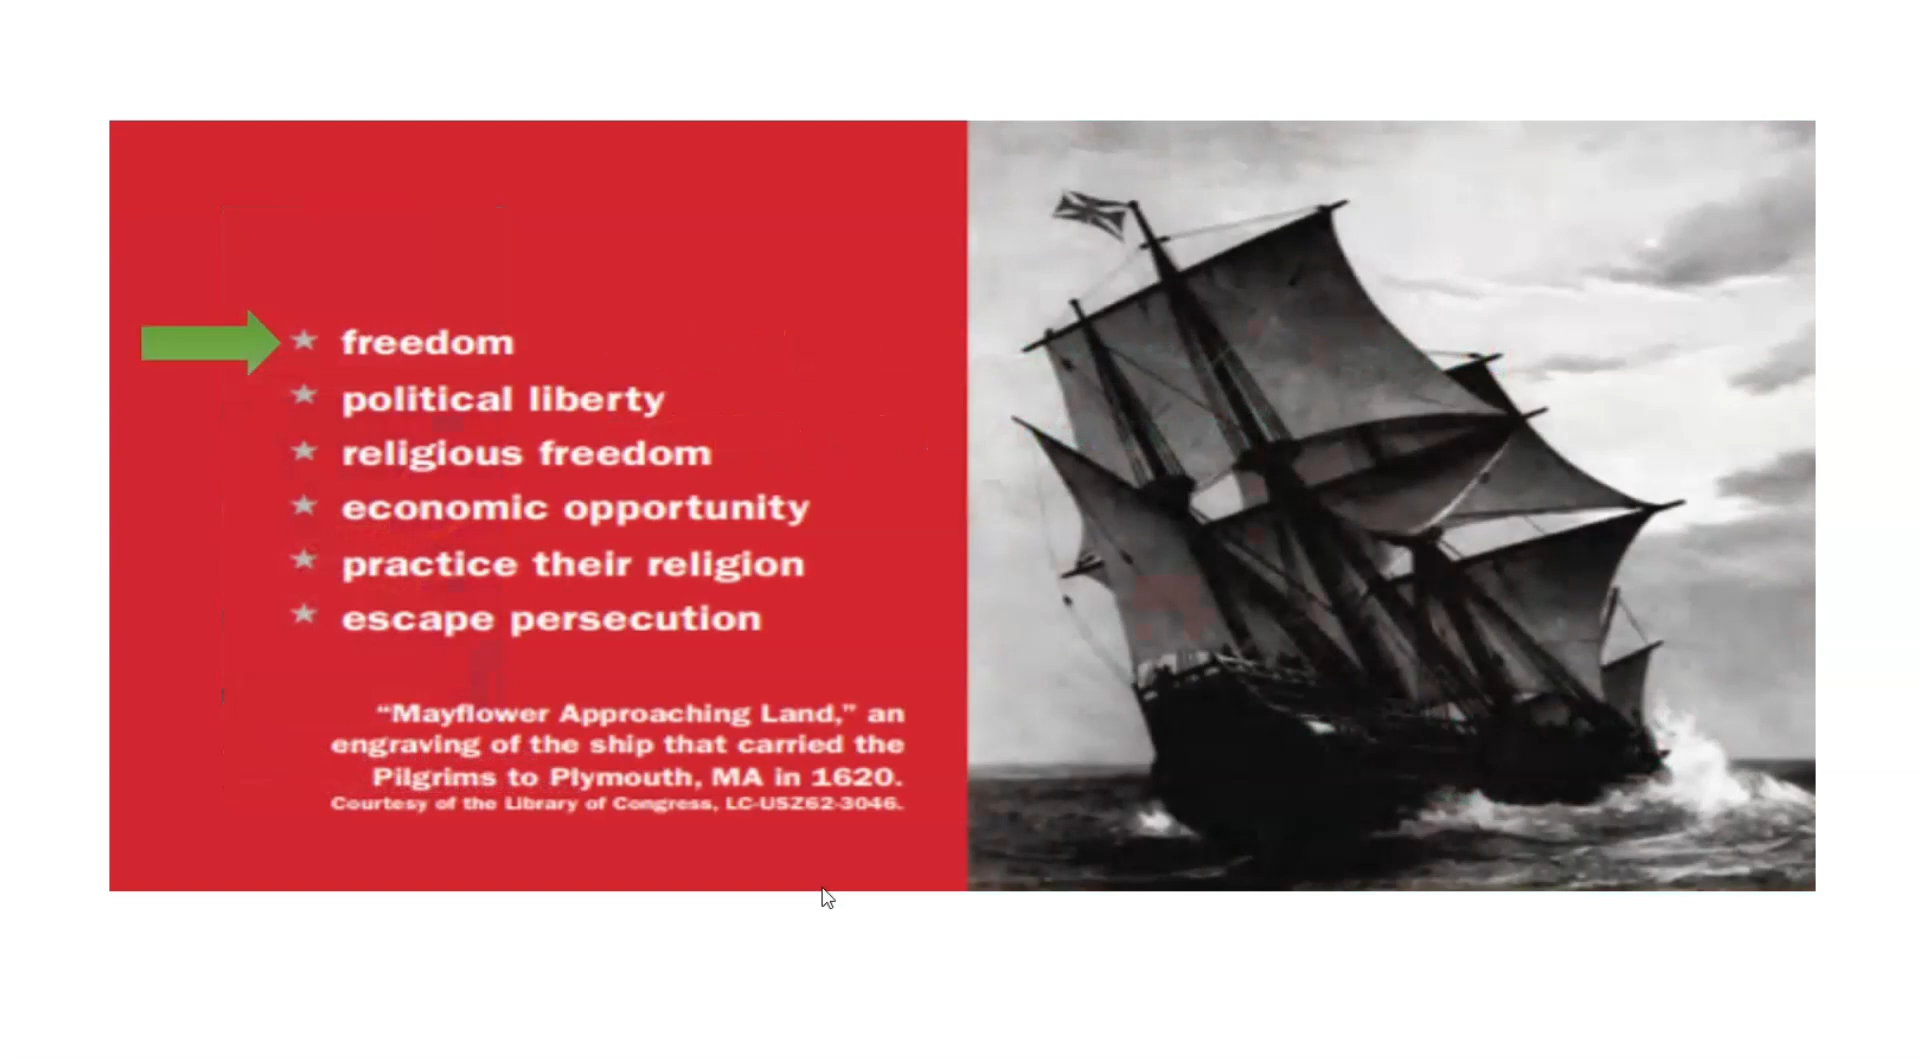 freedom
political liberty
religious freedom
economic opportunity
practice their religion
escape persecution
“Mayflower Approaching Land,” an
engraving of the ship that carried the
Pilgrims to Plymouth, MA in 1620.
Courtesy of the Library of Congress, LC-USZ62-3046.